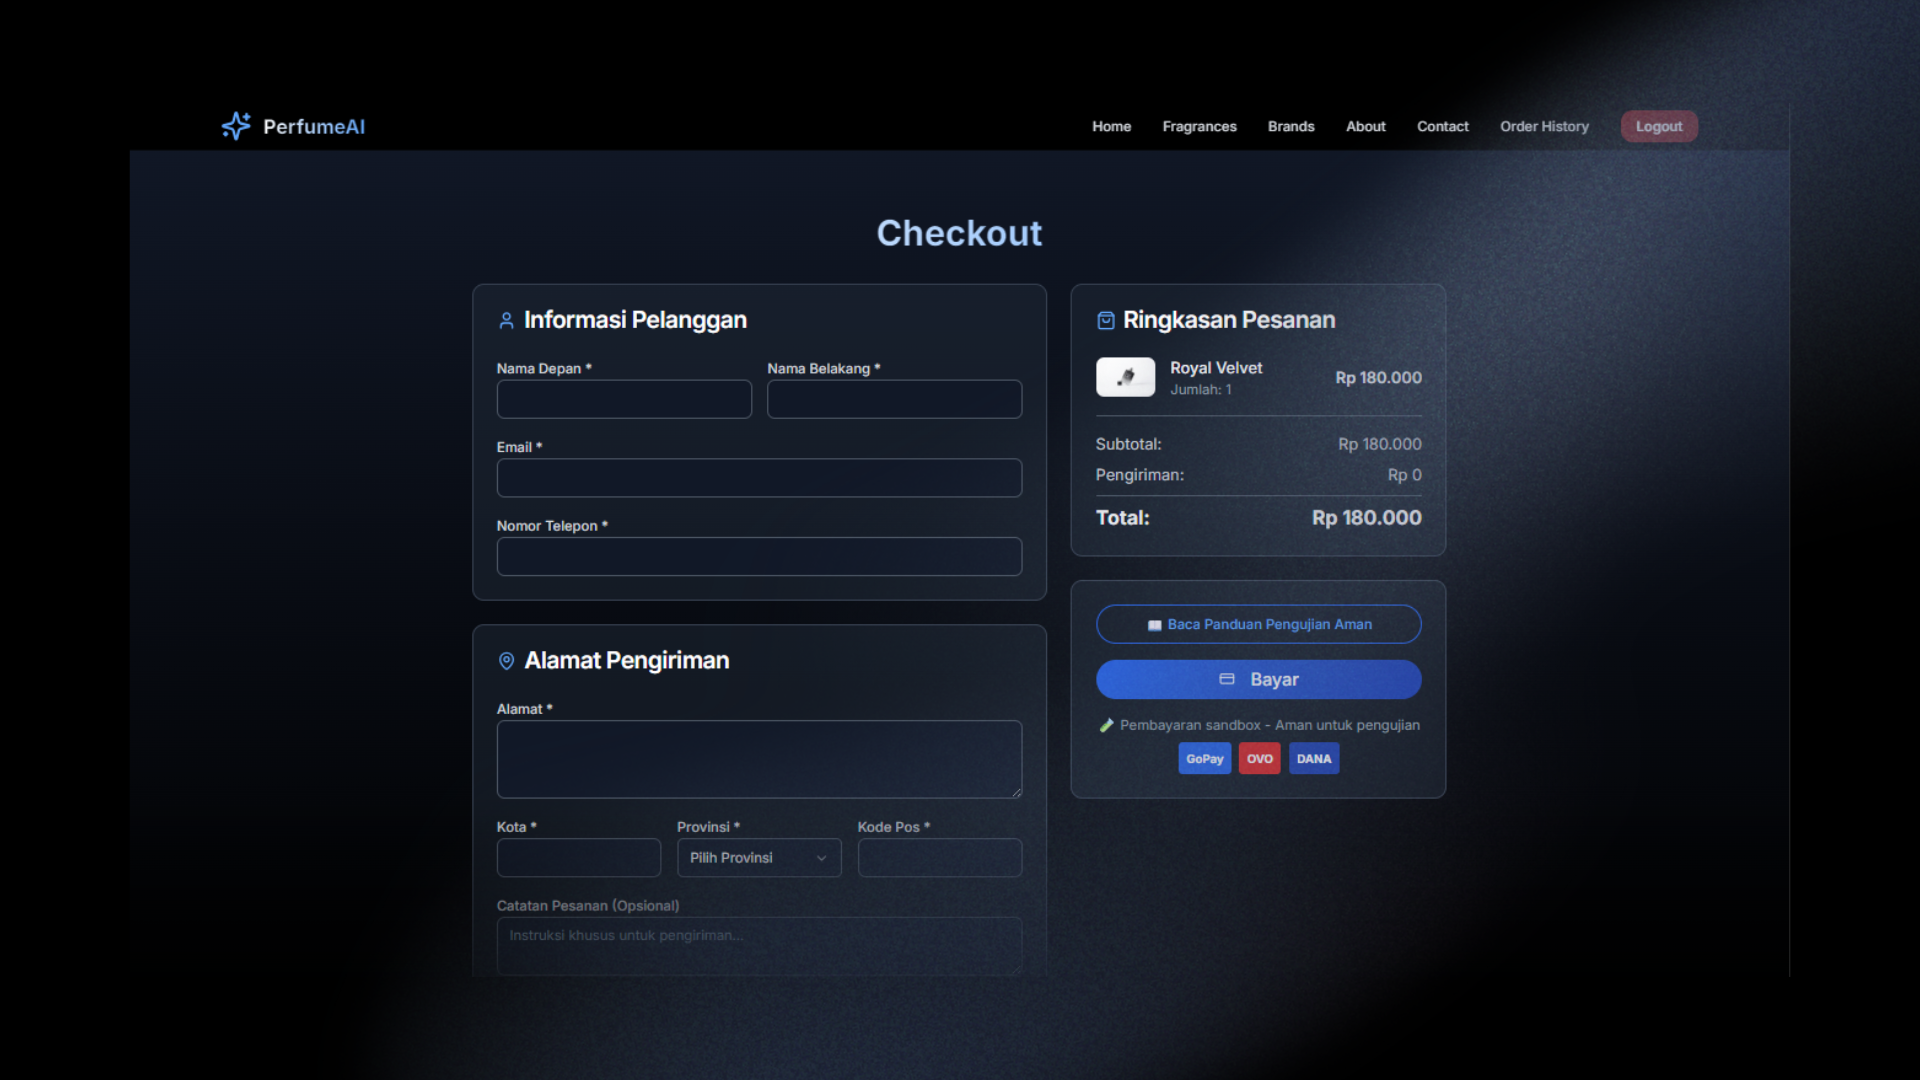 PerfumeAI
Home Fragrances Brands About Contact Order History Logout
Checkout
Informasi Pelanggan
Nama Depan * Nama Belakang *
Email *
Nomor Telepon *
Alamat Pengiriman
Alamat *
Kota * Provinsi * Kode Pos *
Pilih Provinsi
Catatan Pesanan (Opsional)
Instruksi khusus untuk pengiriman...
Ringkasan Pesanan
Royal Velvet
Jumlah: 1
Rp 180.000
Subtotal: Rp 180.000
Pengiriman: Rp 0
Total: Rp 180.000
Baca Panduan Pengujian Aman
Bayar
Pembayaran sandbox - Aman untuk pengujian
GoPay OVO DANA